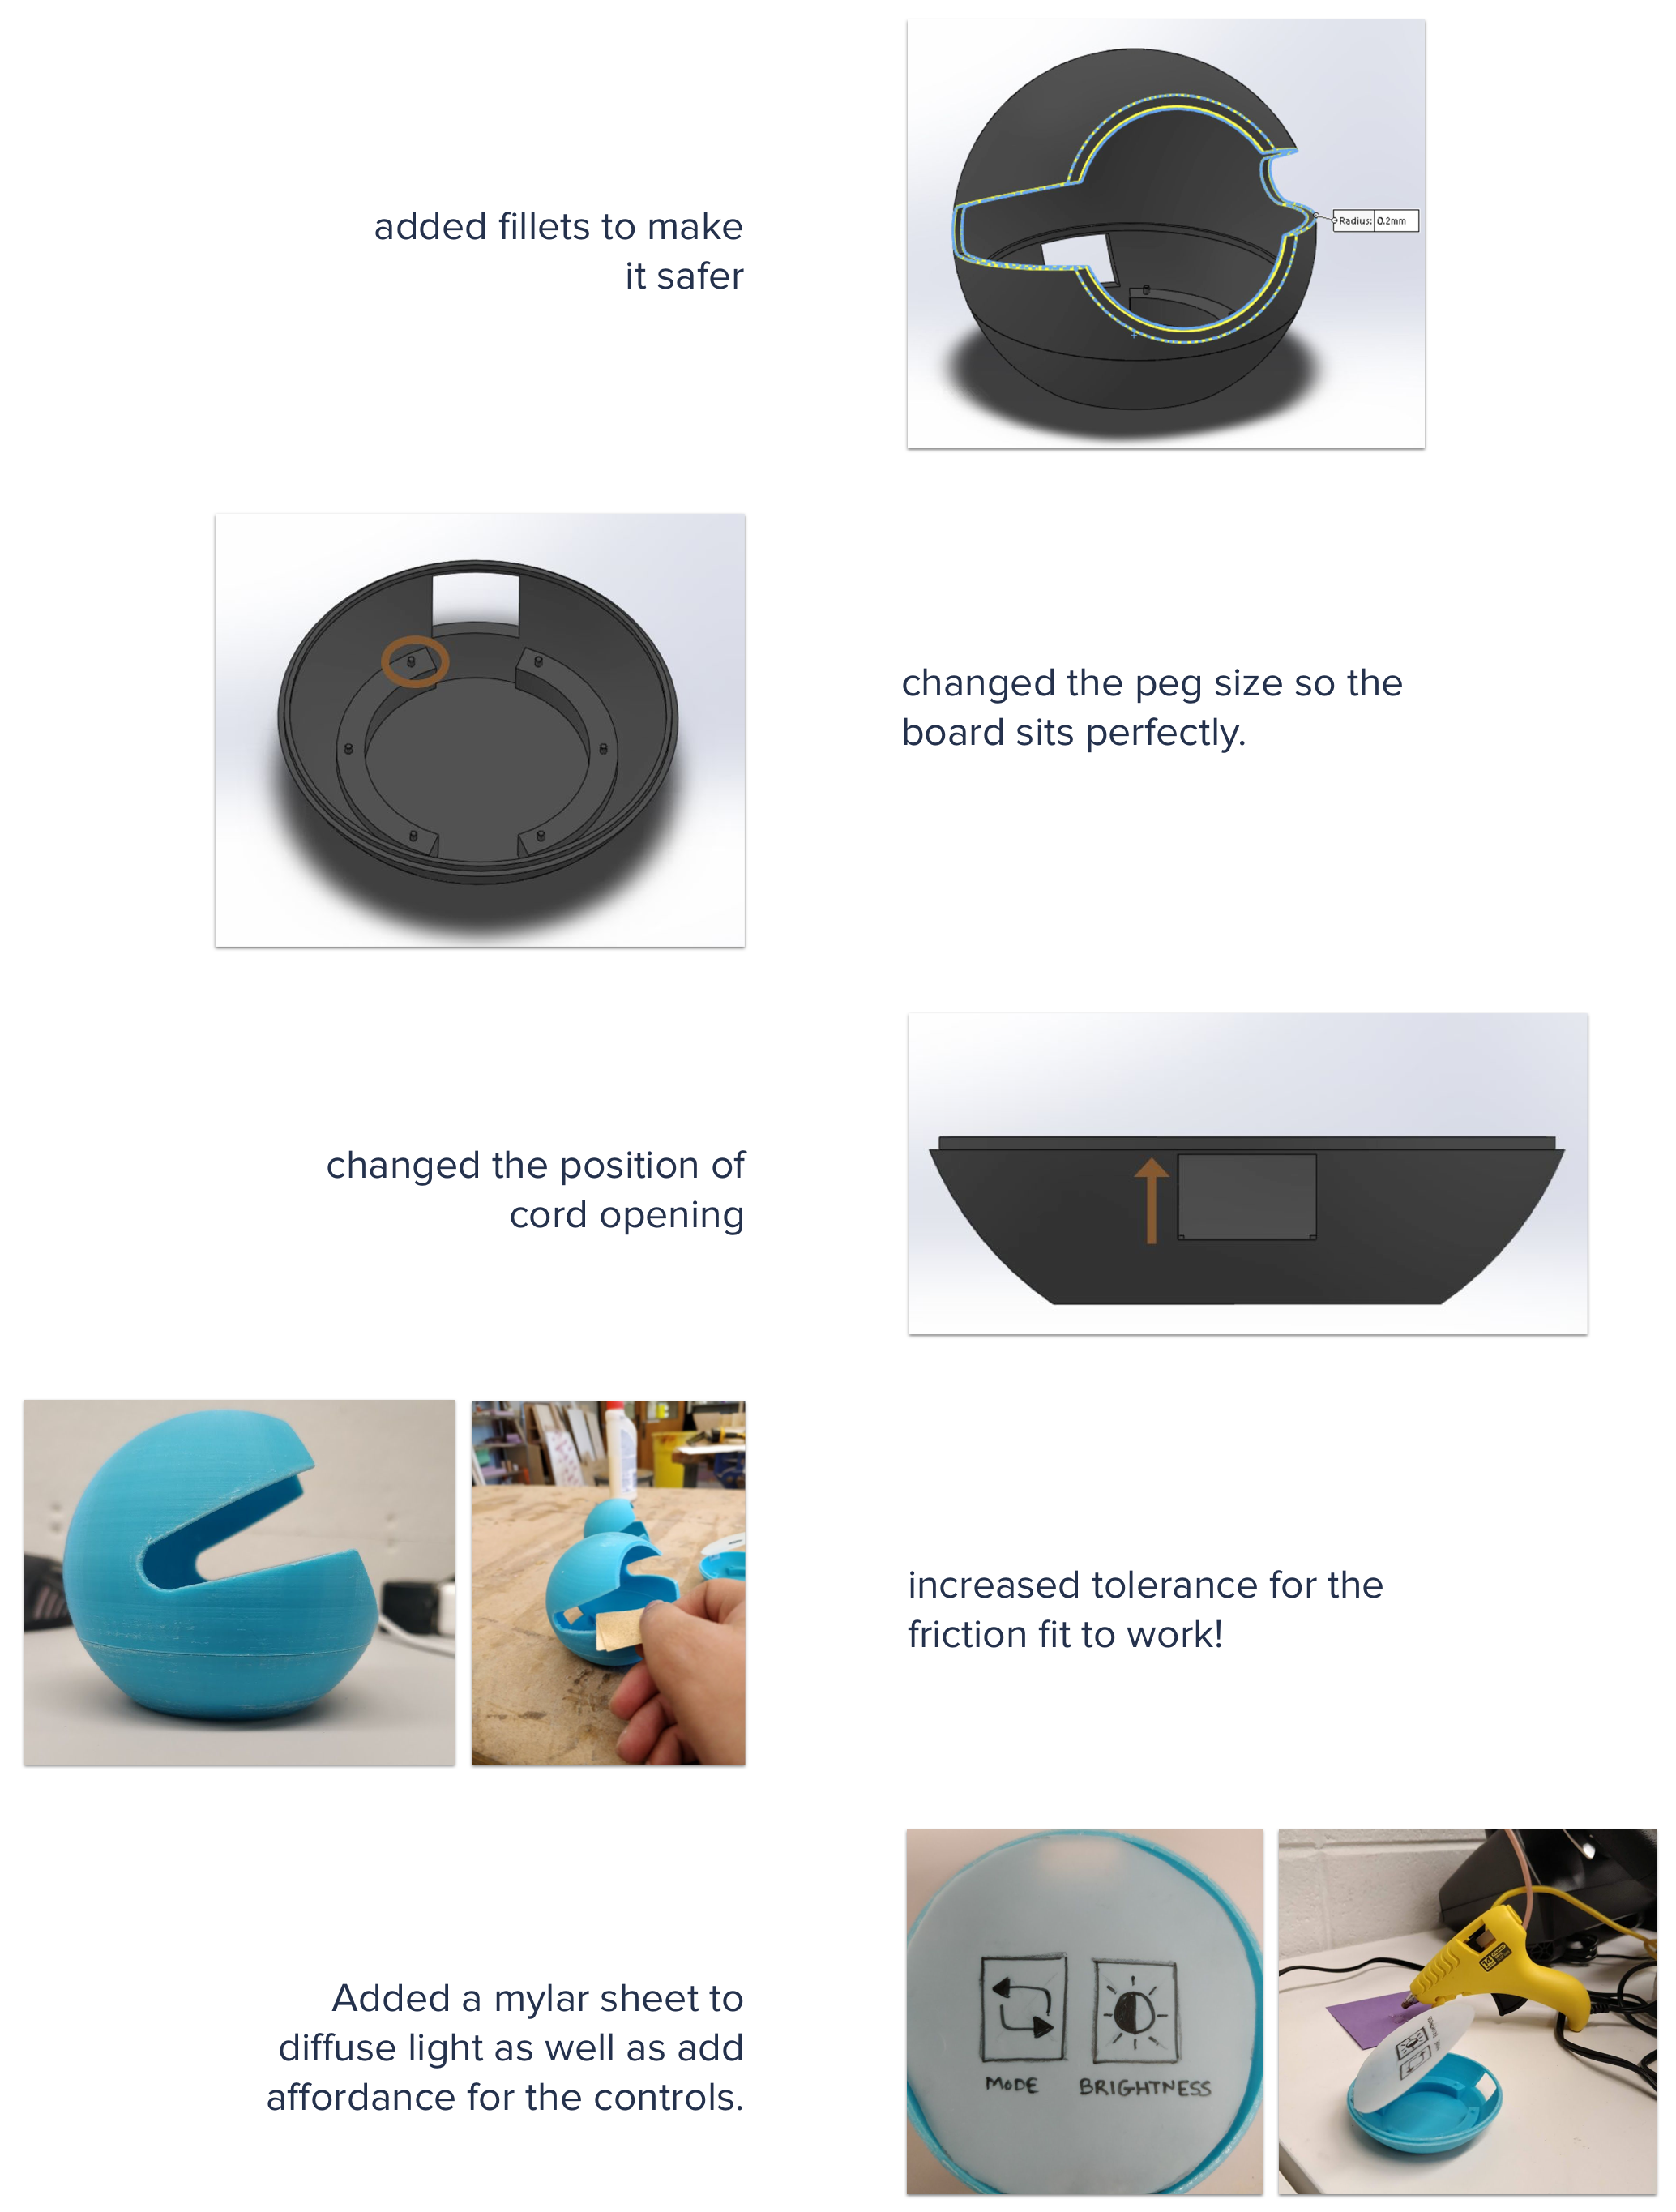 added fillets to make
it safer
Radius: 0.2mm
changed the peg size so the
board sits perfectly.
changed the position of
cord opening
increased tolerance for the
friction fit to work!
Added a mylar sheet to
diffuse light as well as add
affordance for the controls.
MODE BRIGHTNESS